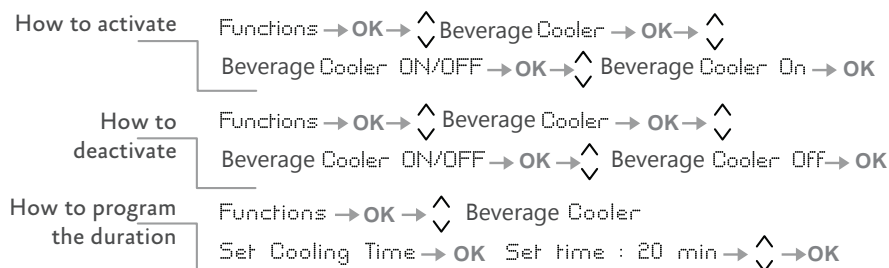 How to activate
Functions → OK → Beverage Cooler → OK →
Beverage Cooler ON/OFF → OK → Beverage Cooler On → OK
How to
deactivate
Functions → OK → Beverage Cooler → OK →
Beverage Cooler ON/OFF → OK → Beverage Cooler Off → OK
How to program
the duration
Functions → OK → Beverage Cooler
Set Cooling Time → OK Set time : 20 min → → OK